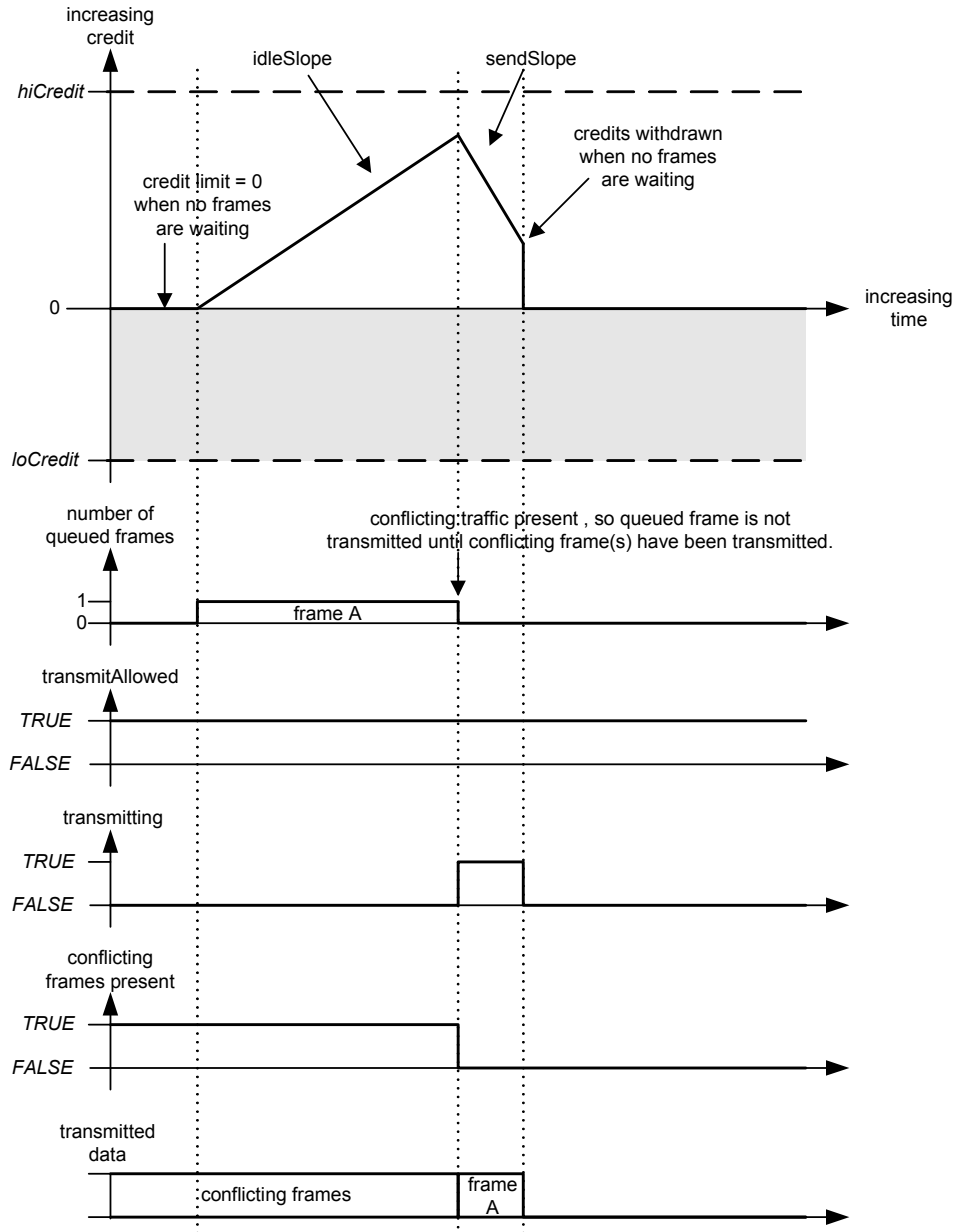 increasing
credit
idleSlope
sendSlope
hiCredit
credits withdrawn
when no frames
are waiting
credit limit = 0
when no frames
are waiting
0
increasing
time
loCredit
number of
queued frames
conflicting traffic present , so queued frame is not
transmitted until conflicting frame(s) have been transmitted.
1
0
frame A
transmitAllowed
TRUE
FALSE
transmitting
TRUE
FALSE
conflicting
frames present
TRUE
FALSE
transmitted
data
conflicting frames
frame
A